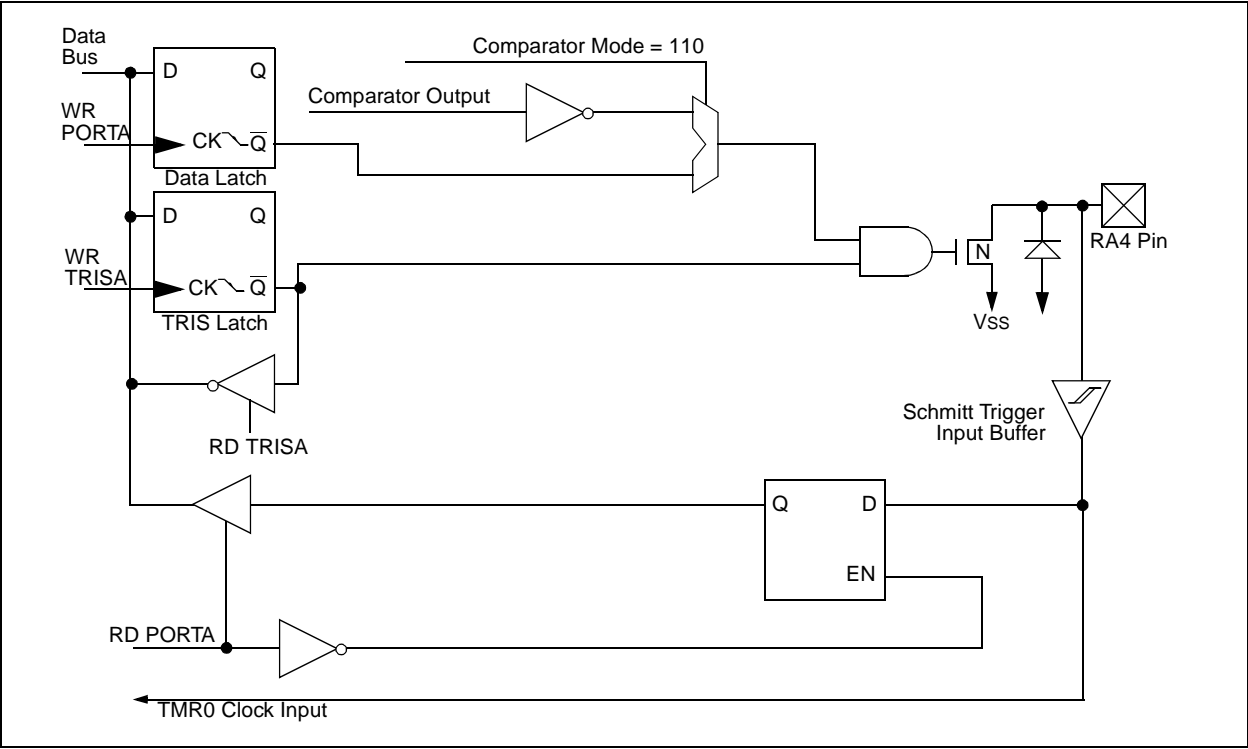 Data
Bus
Comparator Mode = 110
D Q
Comparator Output
WR
PORTA
CK Q
Data Latch
D Q
RA4 Pin
WR
TRISA
N
CK Q
VSS
TRIS Latch
Schmitt Trigger
Input Buffer
RD TRISA
Q D
EN
RD PORTA
TMR0 Clock Input